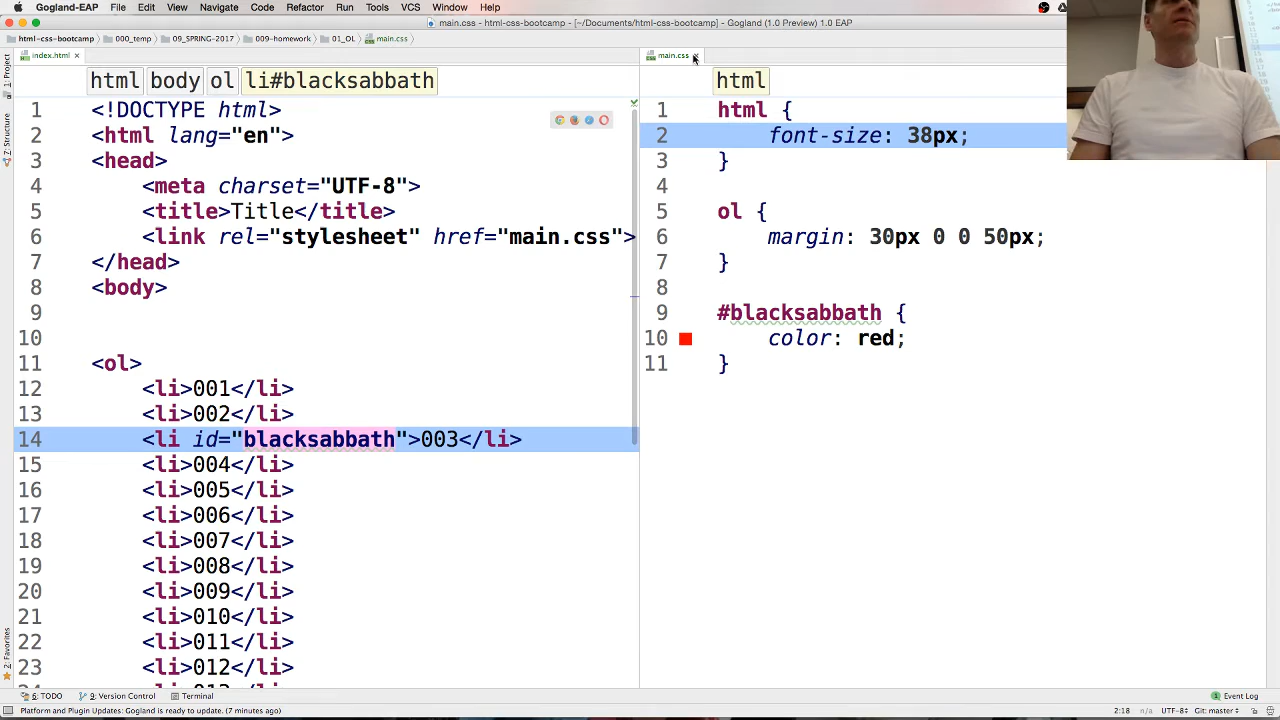 Gogland-EAP File Edit View Navigate Code Refactor Run Tools VCS Window Help
main.css - html-css-bootcamp - [~/Documents/html-css-bootcamp] - Gogland (1.0 Preview) 1.0 EAP
html-css-bootcamp 000_temp 09_SPRING-2017 009-homework 01_OL main.css
index.html
main.css
1: Project
7: Structure
2: Favorites
html body ol li#blacksabbath
1 <!DOCTYPE html>
2 <html lang="en">
3 <head>
4 <meta charset="UTF-8">
5 <title>Title</title>
6 <link rel="stylesheet" href="main.css">
7 </head>
8 <body>
9
10
11 <ol>
12 <li>001</li>
13 <li>002</li>
14 <li id="blacksabbath">003</li>
15 <li>004</li>
16 <li>005</li>
17 <li>006</li>
18 <li>007</li>
19 <li>008</li>
20 <li>009</li>
21 <li>010</li>
22 <li>011</li>
23 <li>012</li>
html
1 html {
2 font-size: 38px;
3 }
4
5 ol {
6 margin: 30px 0 0 50px;
7 }
8
9 #blacksabbath {
10 color: red;
11 }
6: TODO 9: Version Control Terminal
1 Event Log
Platform and Plugin Updates: Gogland is ready to update. (7 minutes ago)
2:18 n/a UTF-8 Git: master